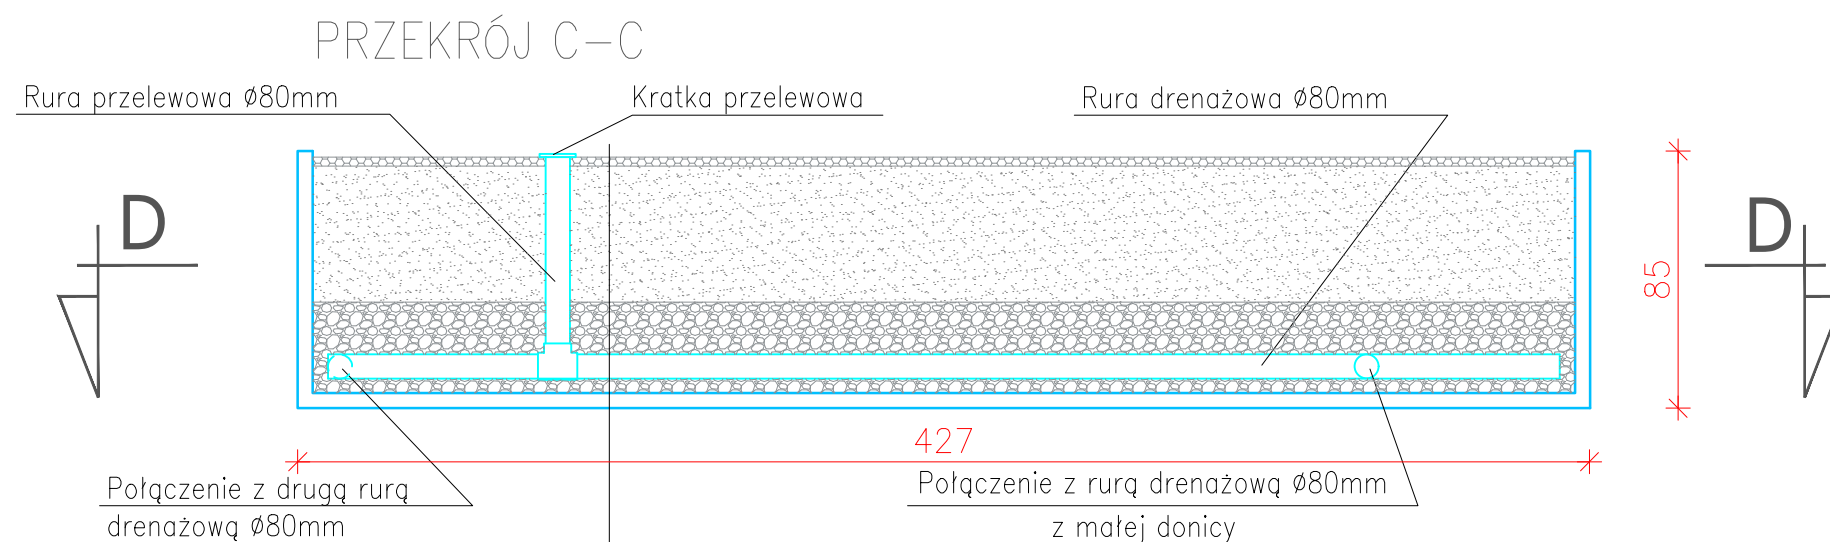 PRZEKRÓJ C-C
Rura przelewowa Ø80mm
Kratka przelewowa
Rura drenażowa Ø80mm
D
D
85
427
Połączenie z drugą rurą
drenażową Ø80mm
Połączenie z rurą drenażową Ø80mm
z małej donicy